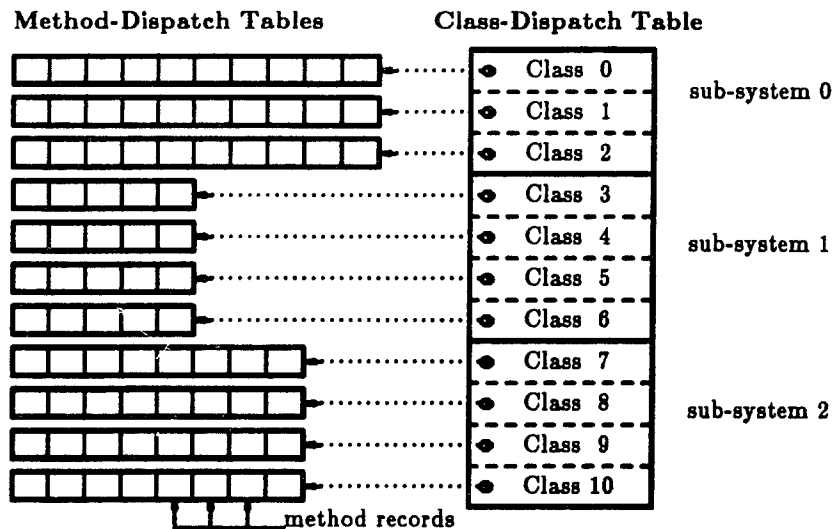 Method-Dispatch Tables
Class-Dispatch Table
Class 0
Class 1
Class 2
sub-system 0
Class 3
Class 4
Class 5
Class 6
sub-system 1
Class 7
Class 8
Class 9
Class 10
sub-system 2
method records